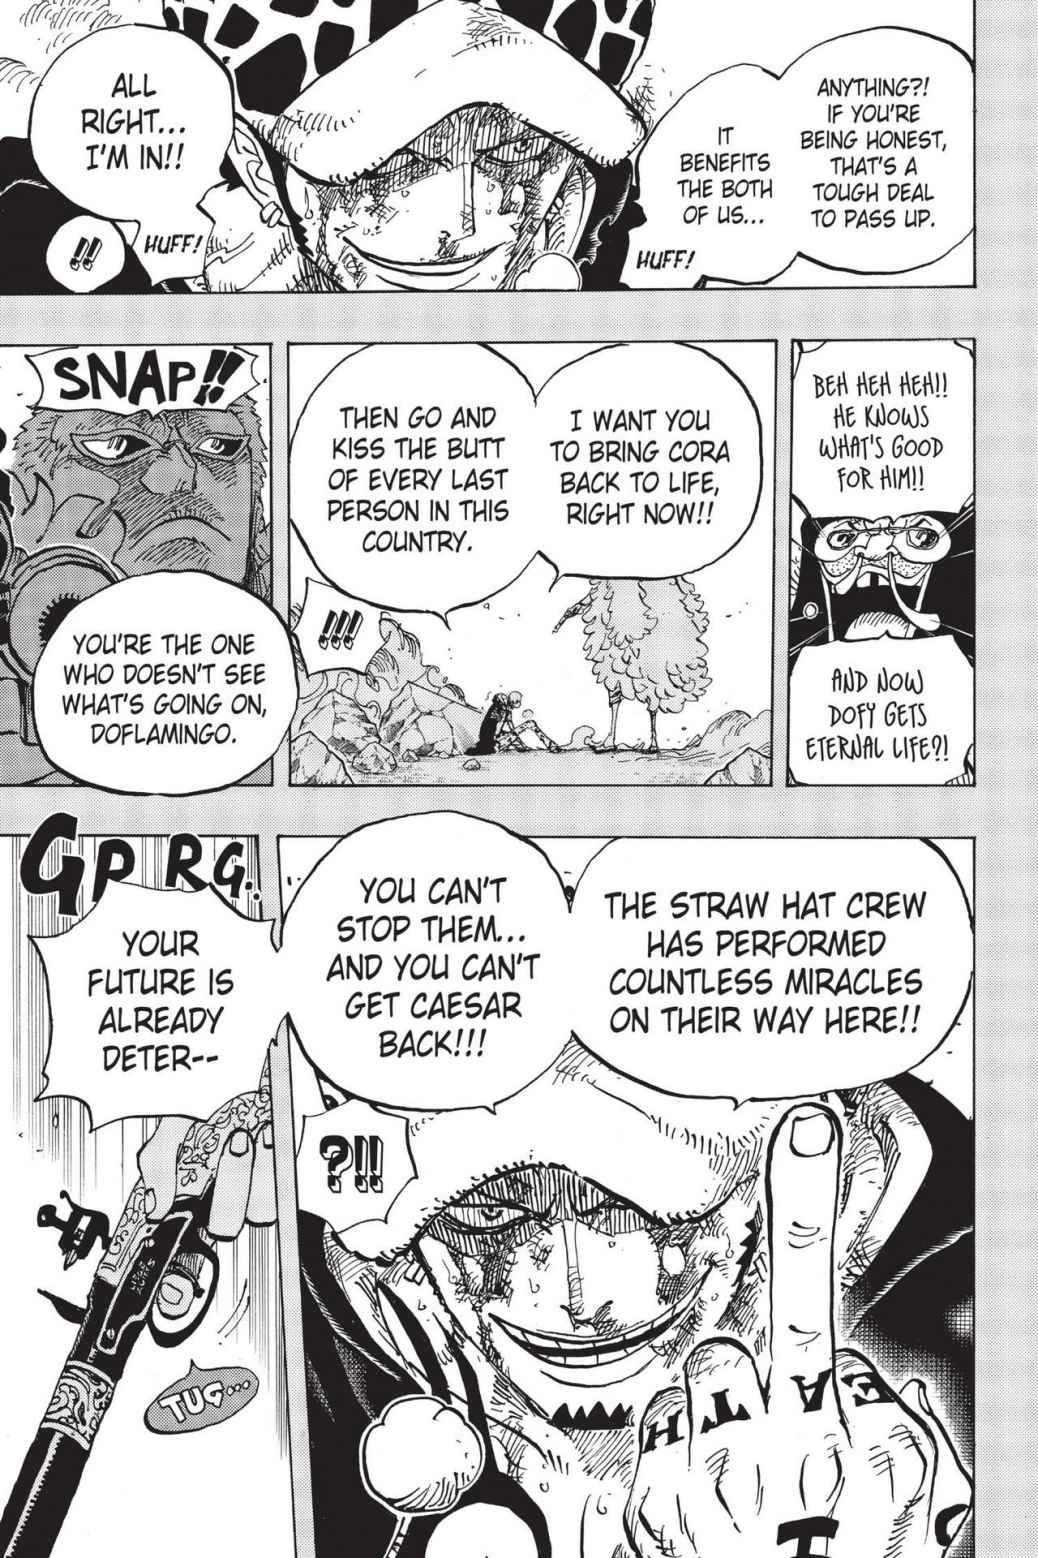 ANYTHING?!
IF YOU'RE
BEING HONEST,
THAT'S A
TOUGH DEAL
TO PASS UP.
IT
BENEFITS
THE BOTH
OF US...
HUFF!
ALL
RIGHT...
I'M IN!!
HUFF!
!!
BEH HEH HEH!!
HE KNOWS
WHAT'S GOOD
FOR HIM!!
AND NOW
DOFY GETS
ETERNAL LIFE?!
I WANT YOU
TO BRING CORA
BACK TO LIFE,
RIGHT NOW!!
THEN GO AND
KISS THE BUTT
OF EVERY LAST
PERSON IN THIS
COUNTRY.
!!!
SNAP!!
YOU'RE THE ONE
WHO DOESN'T SEE
WHAT'S GOING ON,
DOFLAMINGO.
THE STRAW HAT CREW
HAS PERFORMED
COUNTLESS MIRACLES
ON THEIR WAY HERE!!
YOU CAN'T
STOP THEM...
AND YOU CAN'T
GET CAESAR
BACK!!!
?!!
EATH
GPRG..
YOUR
FUTURE IS
ALREADY
DETER--
TUG....